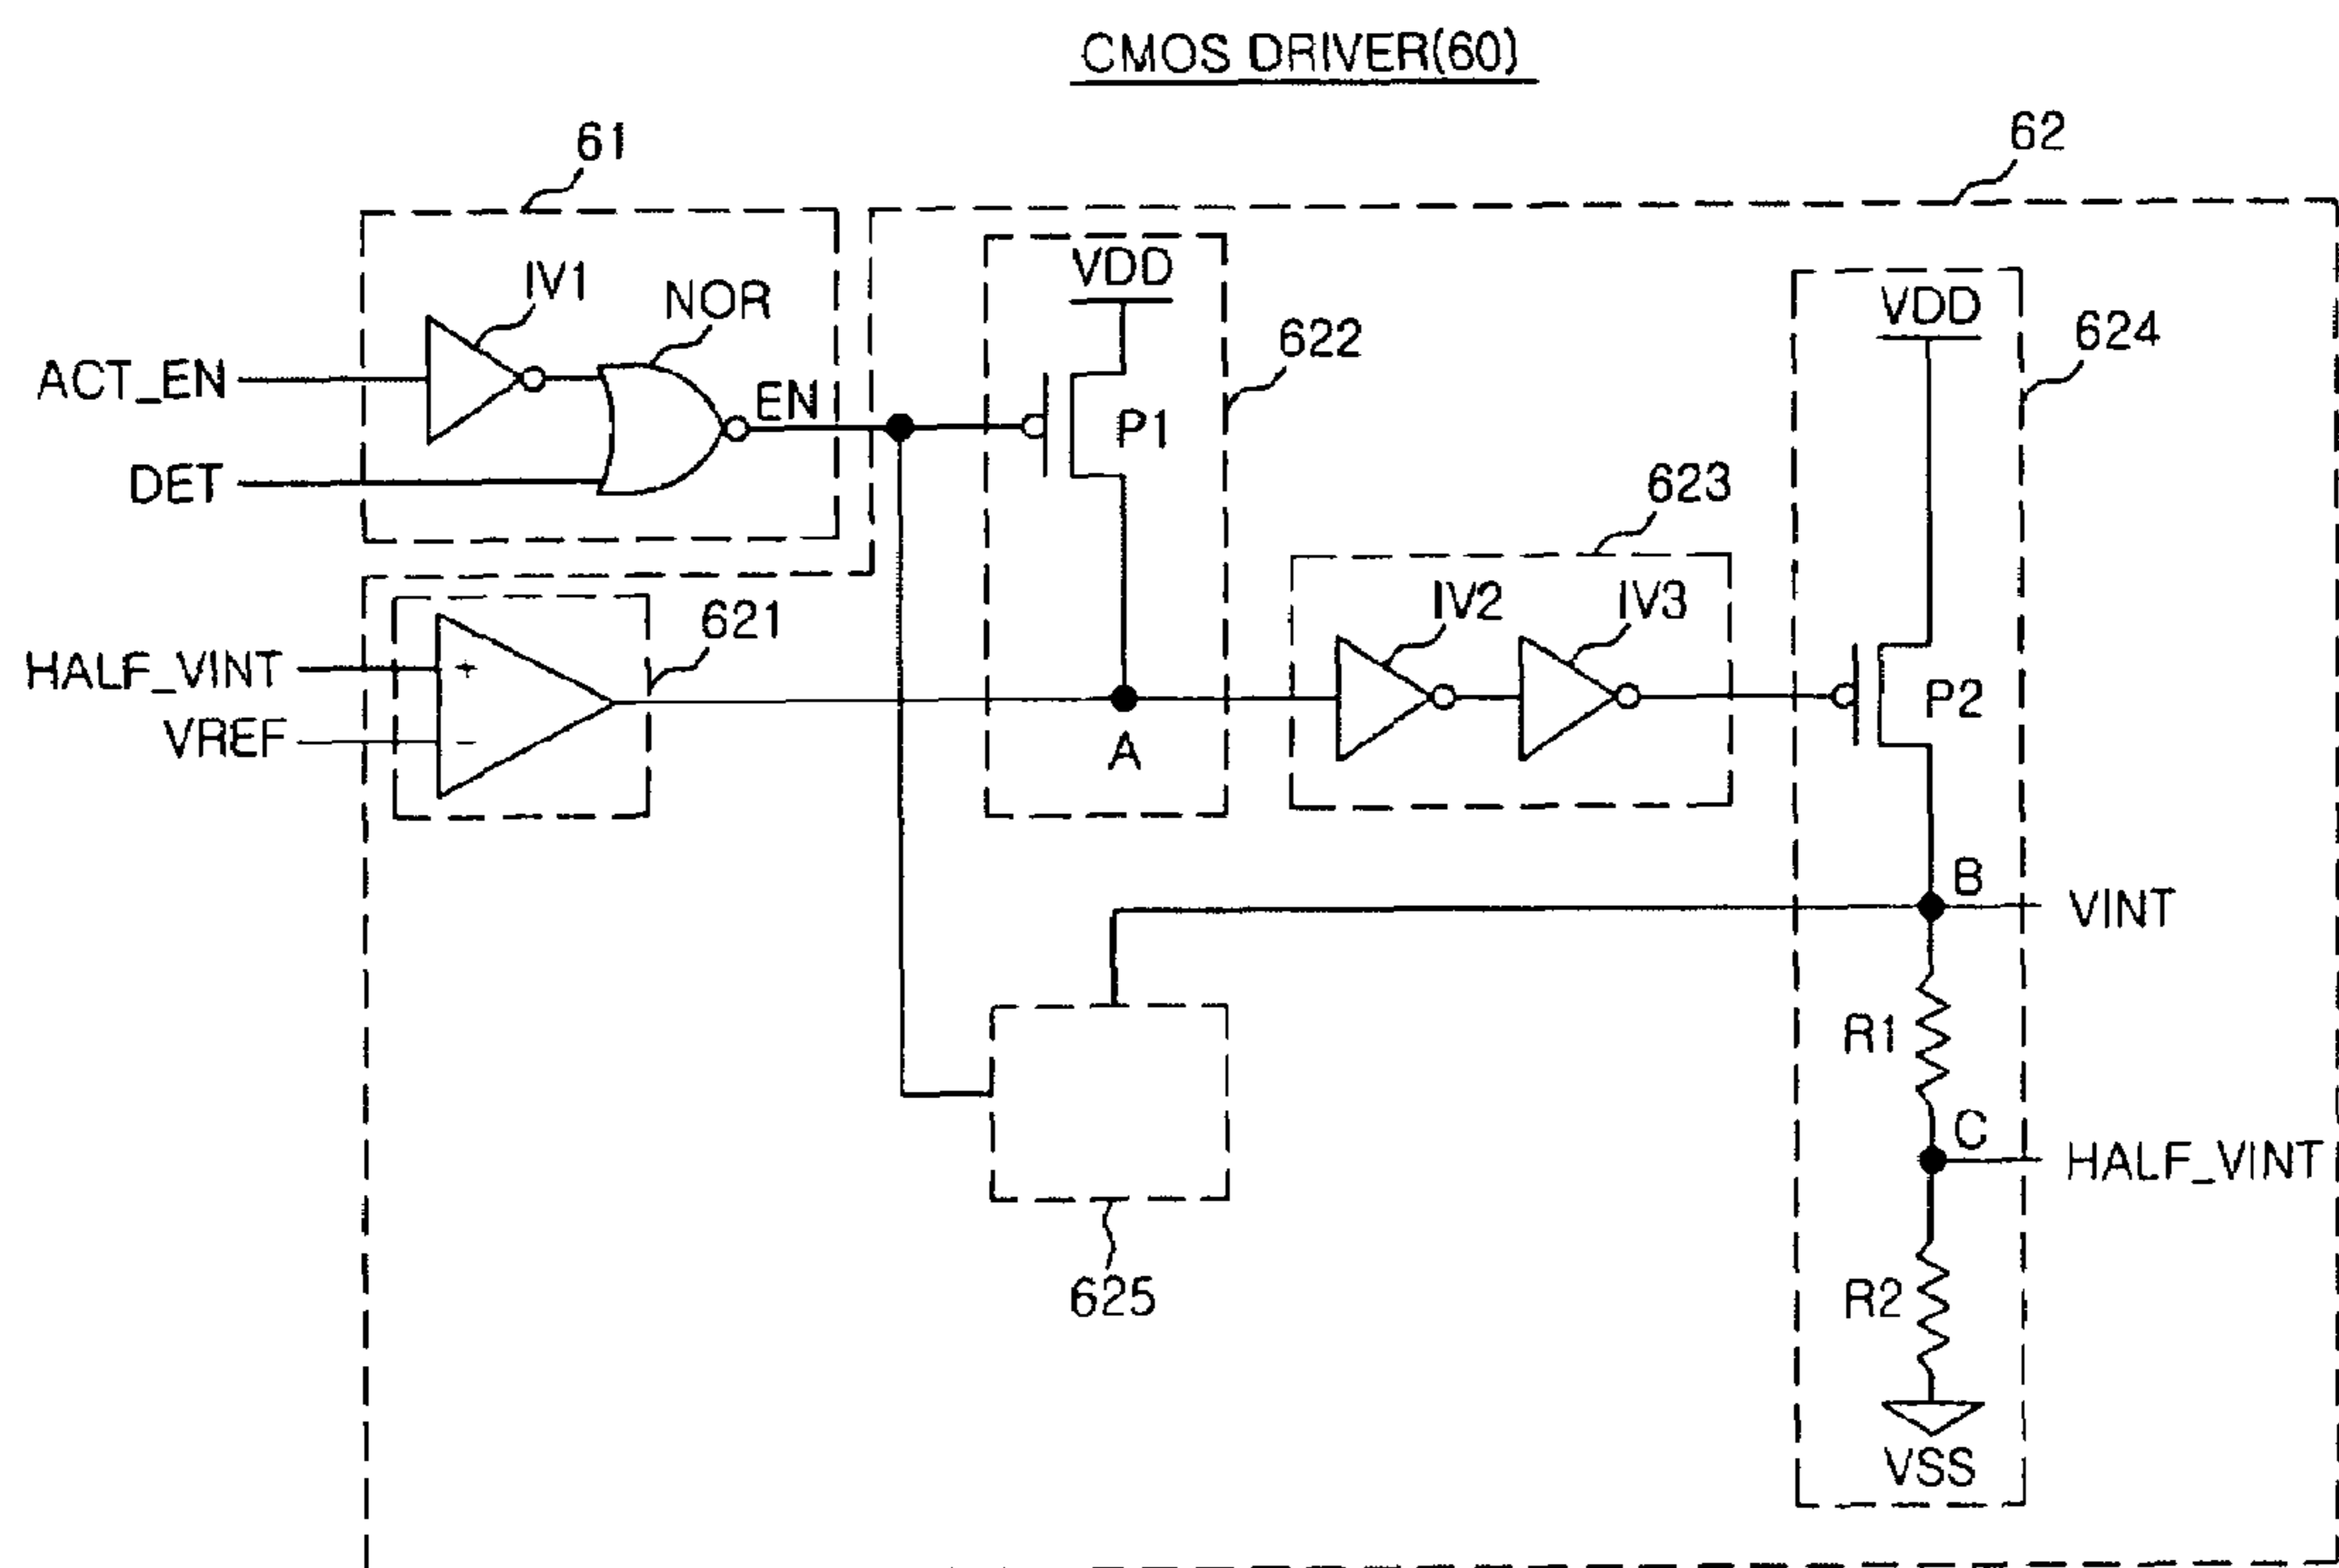 CMOS DRIVER(60)
61
62
IV1
NOR
EN
ACT_EN
DET
VDD
P1
622
VDD
624
623
IV2
IV3
P2
621
HALF_VINT
+
VREF
−
A
B
VINT
R1
C
HALF_VINT
625
R2
VSS